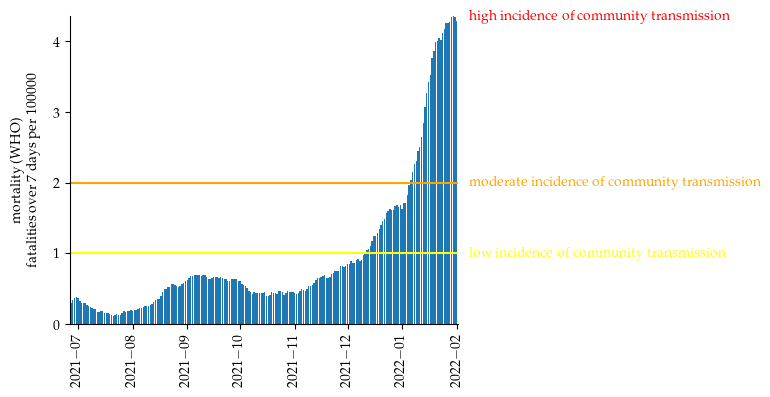 high incidence of community transmission
4
3
mortality (WHO)
fatalities over 7 days per 100000
2
moderate incidence of community transmission
1
low incidence of community transmission
0
2021−07
2021−08
2021−09
2021−10
2021−11
2021−12
2022−01
2022−02